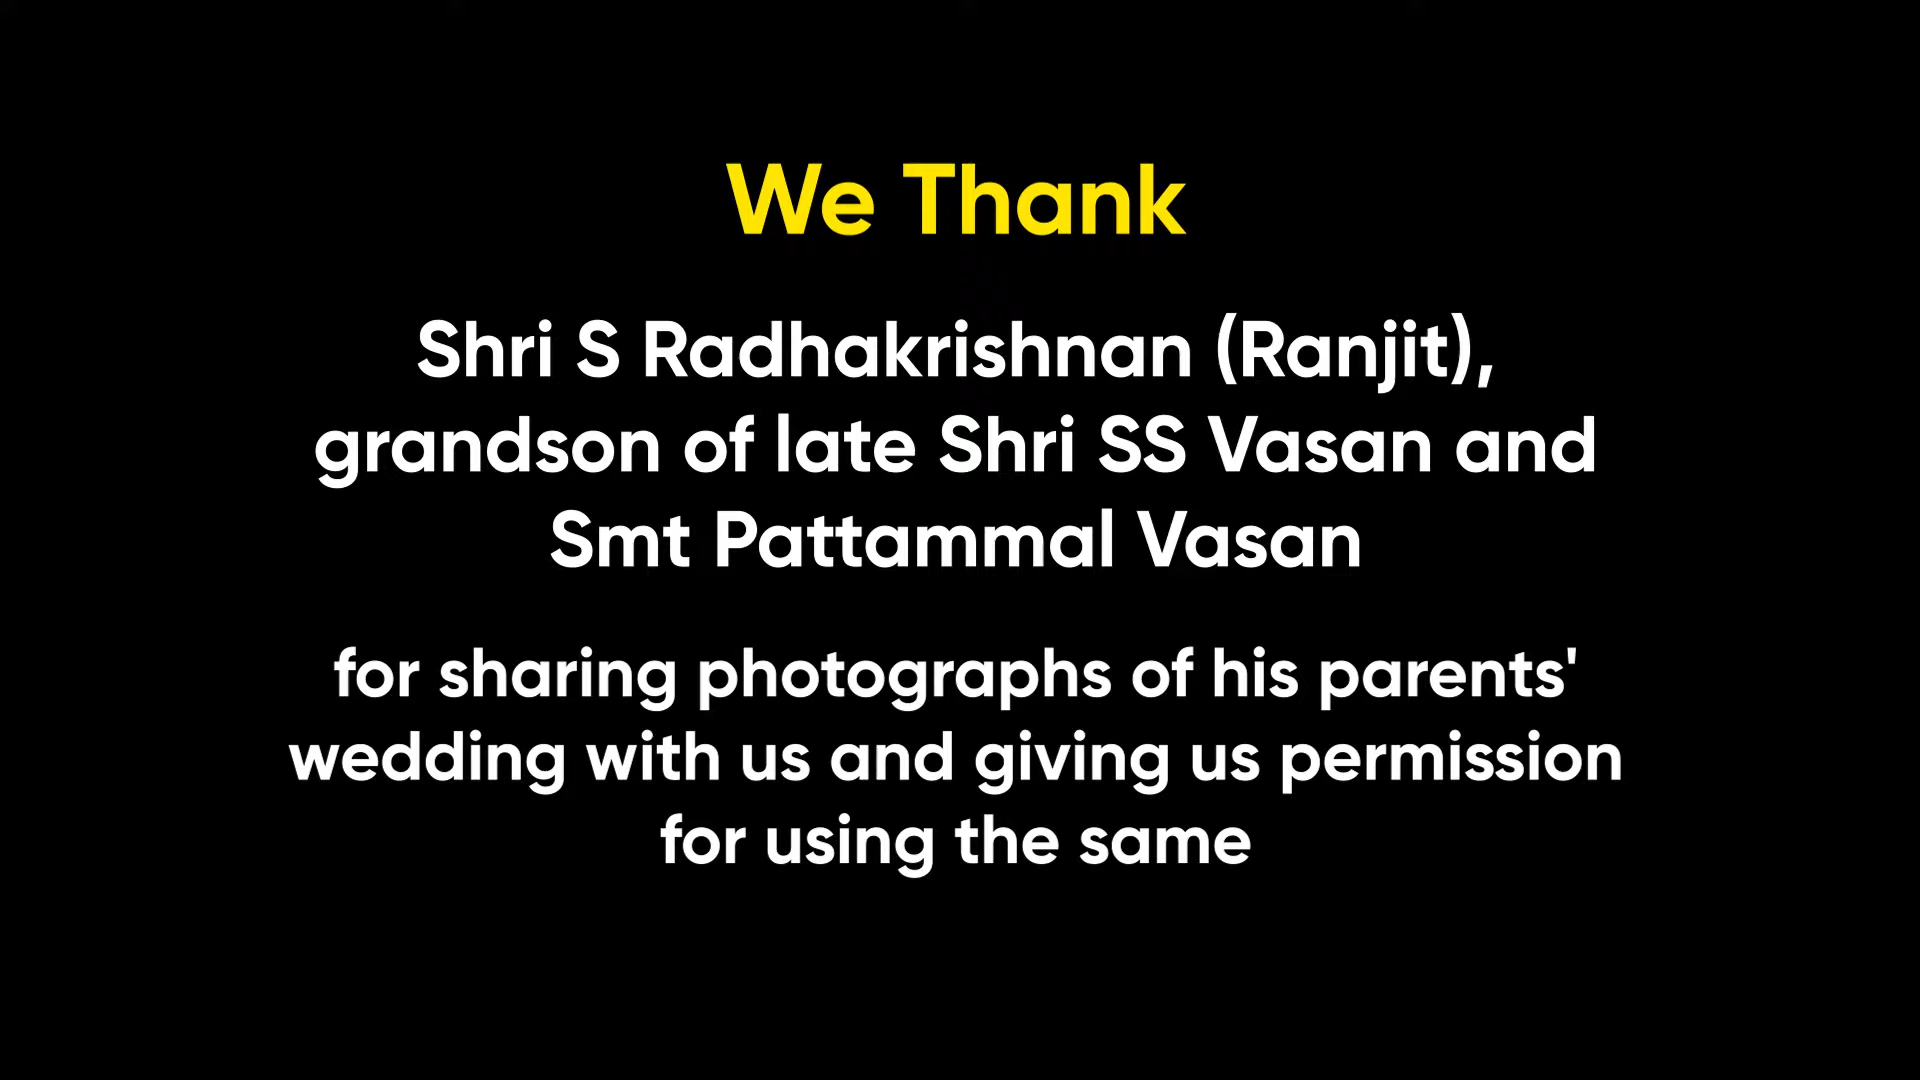 We Thank
Shri S Radhakrishnan (Ranjit),
grandson of late Shri SS Vasan and
Smt Pattammal Vasan
for sharing photographs of his parents'
wedding with us and giving us permission
for using the same